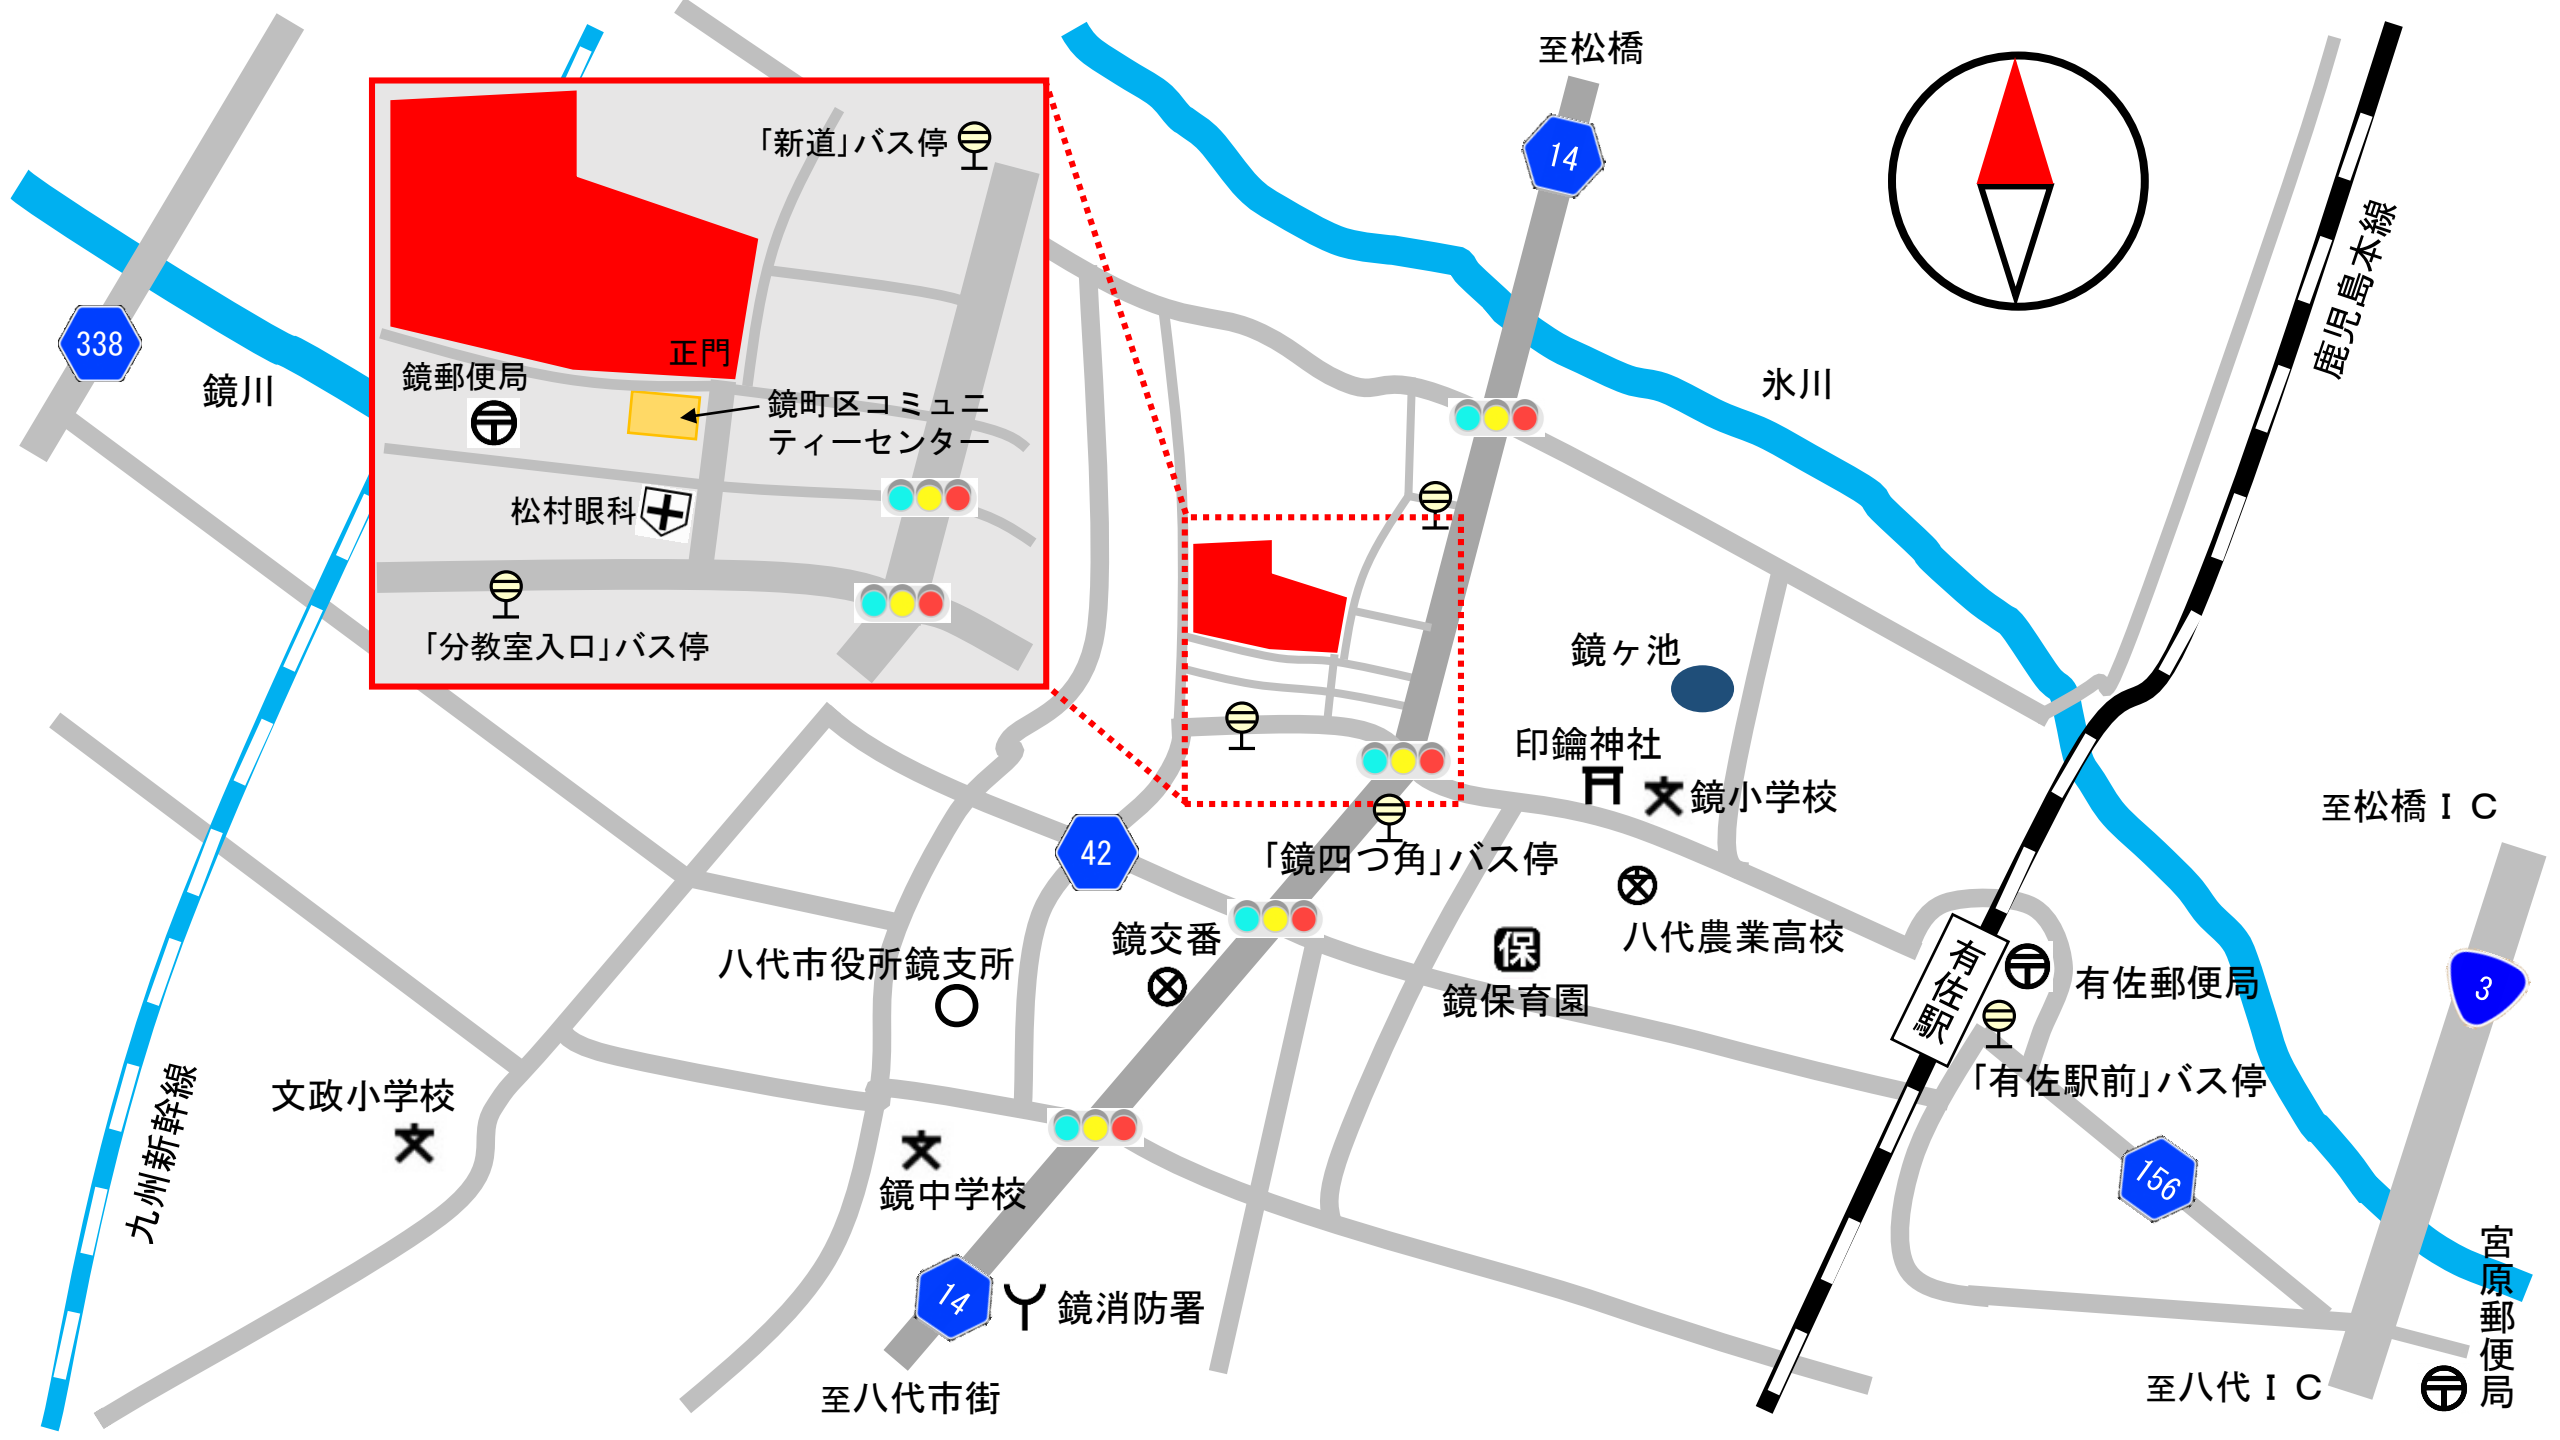 至松橋
14
「新道」バス停
鹿児島本線
338
鏡川
正門
鏡郵便局
鏡町区コミュニ
ティーセンター
氷川
松村眼科
「分教室入口」バス停
鏡ヶ池
印鑰神社
鏡小学校
至松橋ＩＣ
42
「鏡四つ角」バス停
鏡交番
八代農業高校
八代市役所鏡支所
保
鏡保育園
有佐駅
有佐郵便局
3
「有佐駅前」バス停
文政小学校
九州新幹線
鏡中学校
156
14
鏡消防署
宮原郵便局
至八代市街
至八代ＩＣ